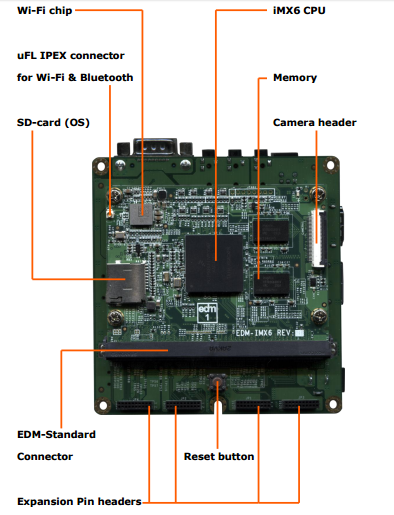 Wi-Fi chip
iMX6 CPU
uFL IPEX connector
for Wi-Fi & Bluetooth
Memory
SD-card (OS)
Camera header
edm
1
EDM-IMX6 REV:
EDM-Standard
Connector
Reset button
Expansion Pin headers